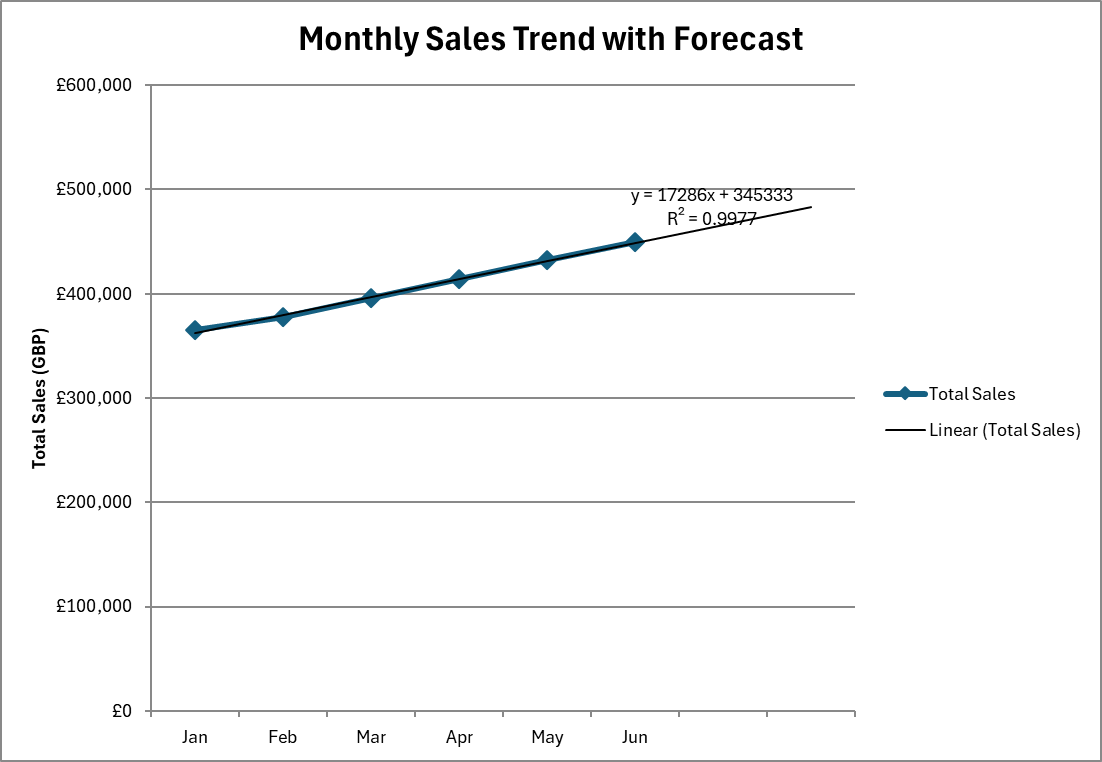 Monthly Sales Trend with Forecast
£600,000
£500,000
£400,000
£300,000
£200,000
£100,000
£0
Total Sales (GBP)
y = 17286x + 345333
R² = 0.9977
Jan Feb Mar Apr May Jun
Total Sales
Linear (Total Sales)